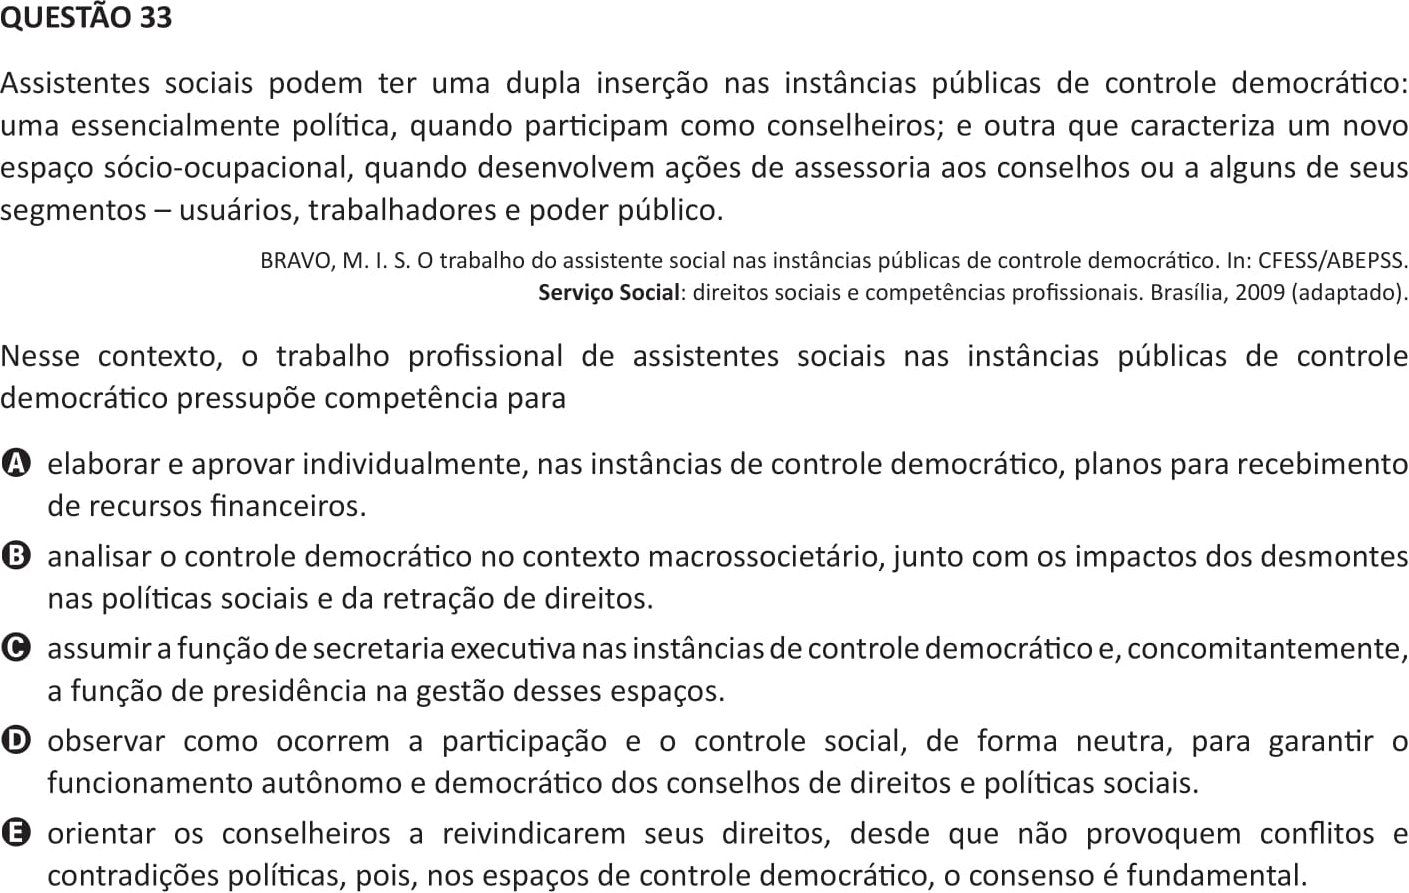 QUESTÃO 33
Assistentes sociais podem ter uma dupla inserção nas instâncias públicas de controle democrático:
uma essencialmente política, quando participam como conselheiros; e outra que caracteriza um novo
espaço sócio-ocupacional, quando desenvolvem ações de assessoria aos conselhos ou a alguns de seus
segmentos – usuários, trabalhadores e poder público.
BRAVO, M. I. S. O trabalho do assistente social nas instâncias públicas de controle democrático. In: CFESS/ABEPSS.
Serviço Social: direitos sociais e competências profissionais. Brasília, 2009 (adaptado).
Nesse contexto, o trabalho profissional de assistentes sociais nas instâncias públicas de controle
democrático pressupõe competência para
A elaborar e aprovar individualmente, nas instâncias de controle democrático, planos para recebimento
de recursos financeiros.
B analisar o controle democrático no contexto macrossocietário, junto com os impactos dos desmontes
nas políticas sociais e da retração de direitos.
C assumir a função de secretaria executiva nas instâncias de controle democrático e, concomitantemente,
a função de presidência na gestão desses espaços.
D observar como ocorrem a participação e o controle social, de forma neutra, para garantir o
funcionamento autônomo e democrático dos conselhos de direitos e políticas sociais.
E orientar os conselheiros a reivindicarem seus direitos, desde que não provoquem conflitos e
contradições políticas, pois, nos espaços de controle democrático, o consenso é fundamental.